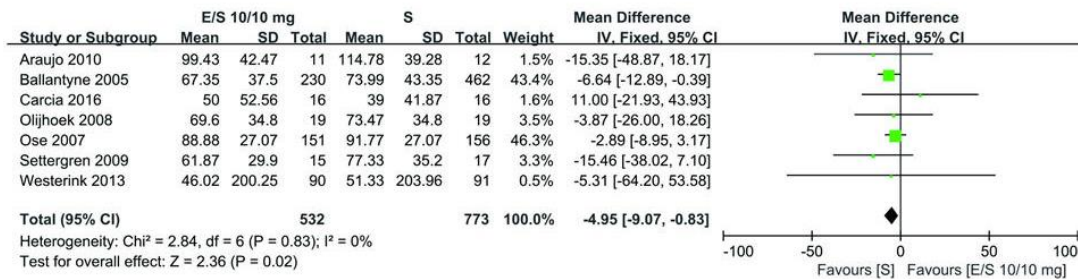 E/S 10/10 mg S Mean Difference Mean Difference
Study or Subgroup Mean SD Total Mean SD Total Weight IV, Fixed, 95% CI IV, Fixed, 95% CI
Araujo 2010 99.43 42.47 11 114.78 39.28 12 1.5% -15.35 [-48.87, 18.17]
Ballantyne 2005 67.35 37.5 230 73.99 43.35 462 43.4% -6.64 [-12.89, -0.39]
Carcia 2016 50 52.56 16 39 41.87 16 1.6% 11.00 [-21.93, 43.93]
Olijhoek 2008 69.6 34.8 19 73.47 34.8 19 3.5% -3.87 [-26.00, 18.26]
Ose 2007 88.88 27.07 151 91.77 27.07 156 46.3% -2.89 [-8.95, 3.17]
Settergren 2009 61.87 29.9 15 77.33 35.2 17 3.3% -15.46 [-38.02, 7.10]
Westerink 2013 46.02 200.25 90 51.33 203.96 91 0.5% -5.31 [-64.20, 53.58]
Total (95% CI) 532 773 100.0% -4.95 [-9.07, -0.83]
Heterogeneity: Chi² = 2.84, df = 6 (P = 0.83); I² = 0%
Test for overall effect: Z = 2.36 (P = 0.02)
-100 -50 0 50 100
Favours [S] Favours [E/S 10/10 mg]